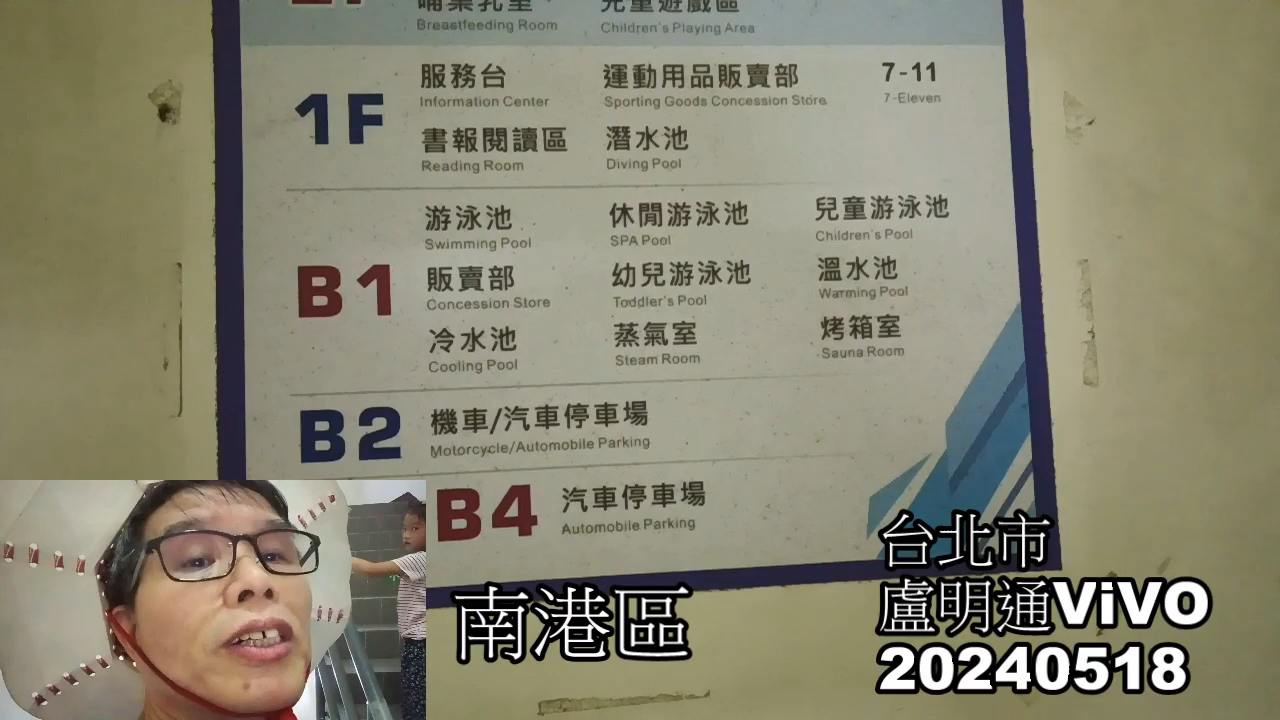 哺集乳室 兒童遊戲區
Breastfeeding Room Children's Playing Area
1F 服務台 運動用品販賣部 7-11
Information Center Sporting Goods Concession Store 7-Eleven
書報閱讀區 潛水池
Reading Room Diving Pool
游泳池 休閒游泳池 兒童游泳池
Swimming Pool SPA Pool Children's Pool
B1 販賣部 幼兒游泳池 溫水池
Concession Store Toddler's Pool Warming Pool
冷水池 蒸氣室 烤箱室
Cooling Pool Steam Room Sauna Room
B2 機車/汽車停車場
Motorcycle/Automobile Parking
B4 汽車停車場
Automobile Parking
南港區
台北市
盧明通ViVO
20240518